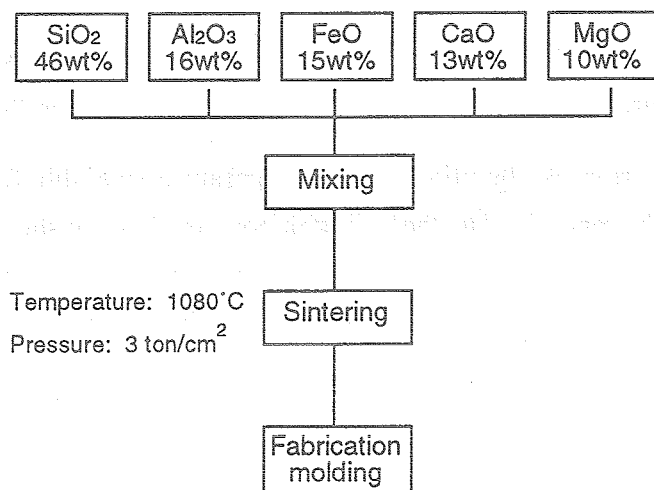 SiO₂
46wt%
Al₂O₃
16wt%
FeO
15wt%
CaO
13wt%
MgO
10wt%
Mixing
Temperature: 1080°C
Pressure: 3 ton/cm²
Sintering
Fabrication
molding